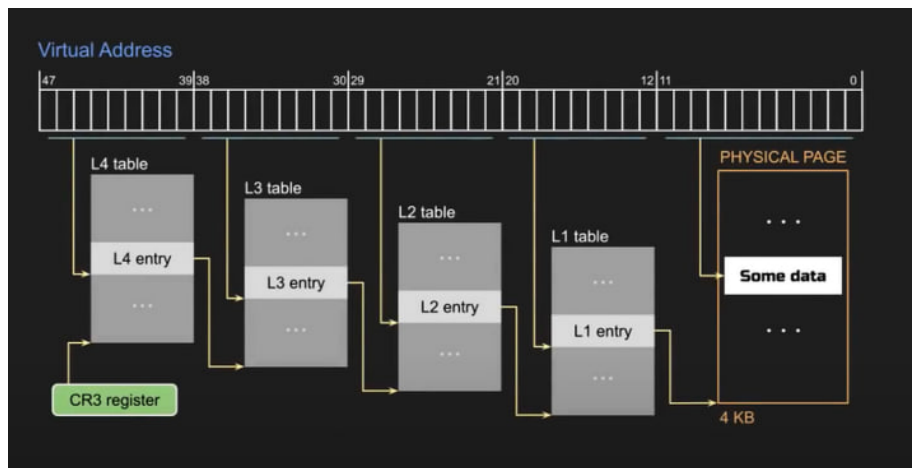 Virtual Address
47 39 38 30 29 21 20 12 11 0
PHYSICAL PAGE
L4 table
...
L4 entry
...
L3 table
...
L3 entry
...
L2 table
...
L2 entry
...
L1 table
...
L1 entry
...
...
Some data
...
CR3 register
4 KB